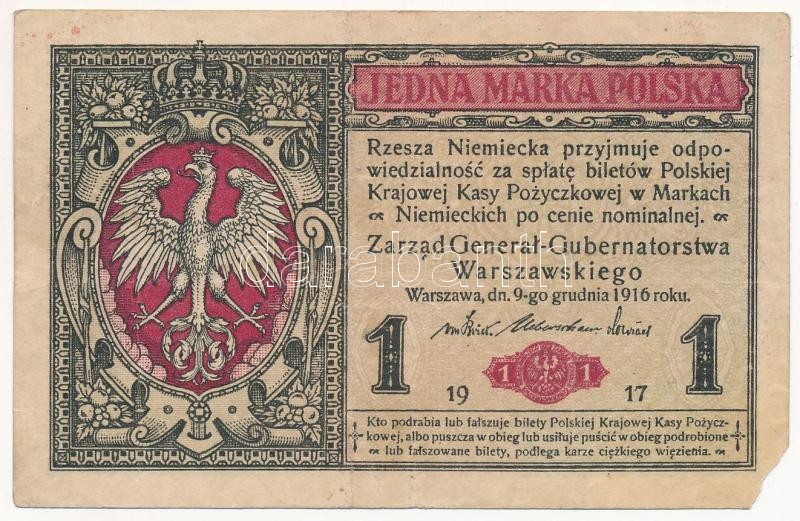 JEDNA MARKA POLSKA
Rzesza Niemiecka przyjmuje odpo-
wiedzialność za spłatę biletów Polskiej
Krajowej Kasy Pożyczkowej w Markach
Niemieckich po cenie nominalnej.
Zarząd Generał-Gubernatorstwa
Warszawskiego
Warszawa, dn. 9-go grudnia 1916 roku.
1 1 1 1
19 17
Kto podrabia lub fałszuje bilety Polskiej Krajowej Kasy Pożycz-
kowej, albo puszcza w obieg lub usiłuje puścić w obieg podrobione
lub fałszowane bilety, podlega karze ciężkiego więzienia.
darabanth